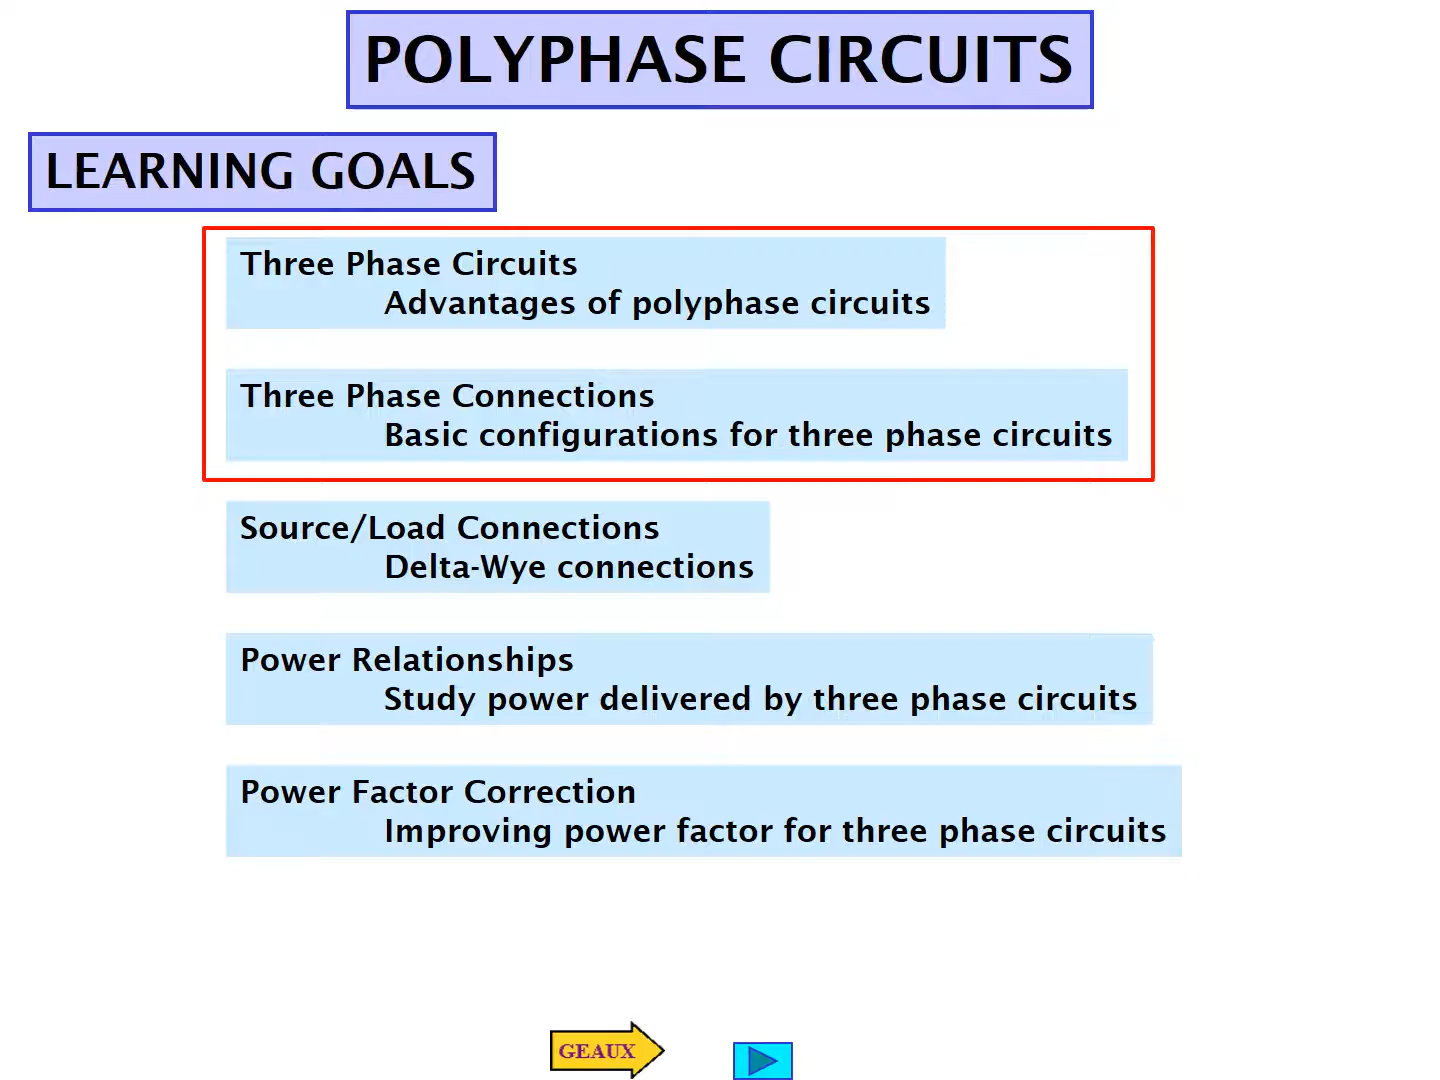 POLYPHASE CIRCUITS
LEARNING GOALS
Three Phase Circuits
Advantages of polyphase circuits
Three Phase Connections
Basic configurations for three phase circuits
Source/Load Connections
Delta-Wye connections
Power Relationships
Study power delivered by three phase circuits
Power Factor Correction
Improving power factor for three phase circuits
GEAUX